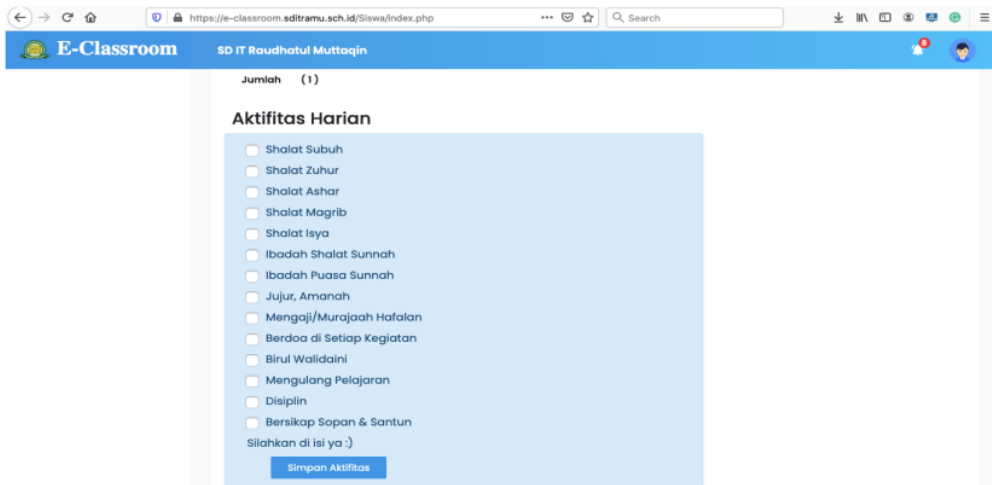 https://e-classroom.sditramu.sch.id/Siswa/index.php
Search
E-Classroom
SD IT Raudhatul Muttaqin
8
Jumlah (1)
Aktifitas Harian
Shalat Subuh
Shalat Zuhur
Shalat Ashar
Shalat Magrib
Shalat Isya
Ibadah Shalat Sunnah
Ibadah Puasa Sunnah
Jujur, Amanah
Mengaji/Murajaah Hafalan
Berdoa di Setiap Kegiatan
Birul Walidaini
Mengulang Pelajaran
Disiplin
Bersikap Sopan & Santun
Silahkan di isi ya :)
Simpan Aktifitas